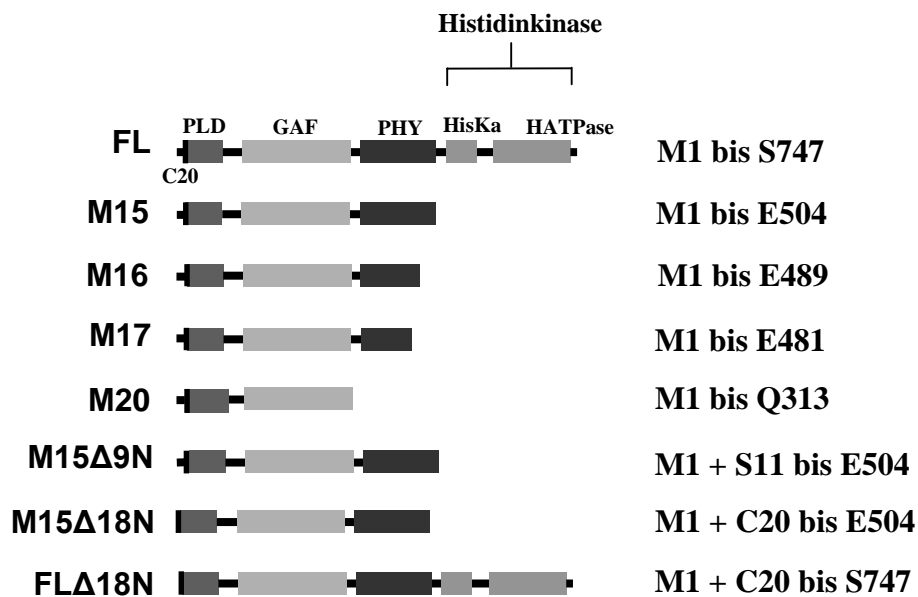 Histidinkinase
PLD GAF PHY HisKa HATPase
FL M1 bis S747
C20
M15 M1 bis E504
M16 M1 bis E489
M17 M1 bis E481
M20 M1 bis Q313
M15Δ9N M1 + S11 bis E504
M15Δ18N M1 + C20 bis E504
FLΔ18N M1 + C20 bis S747